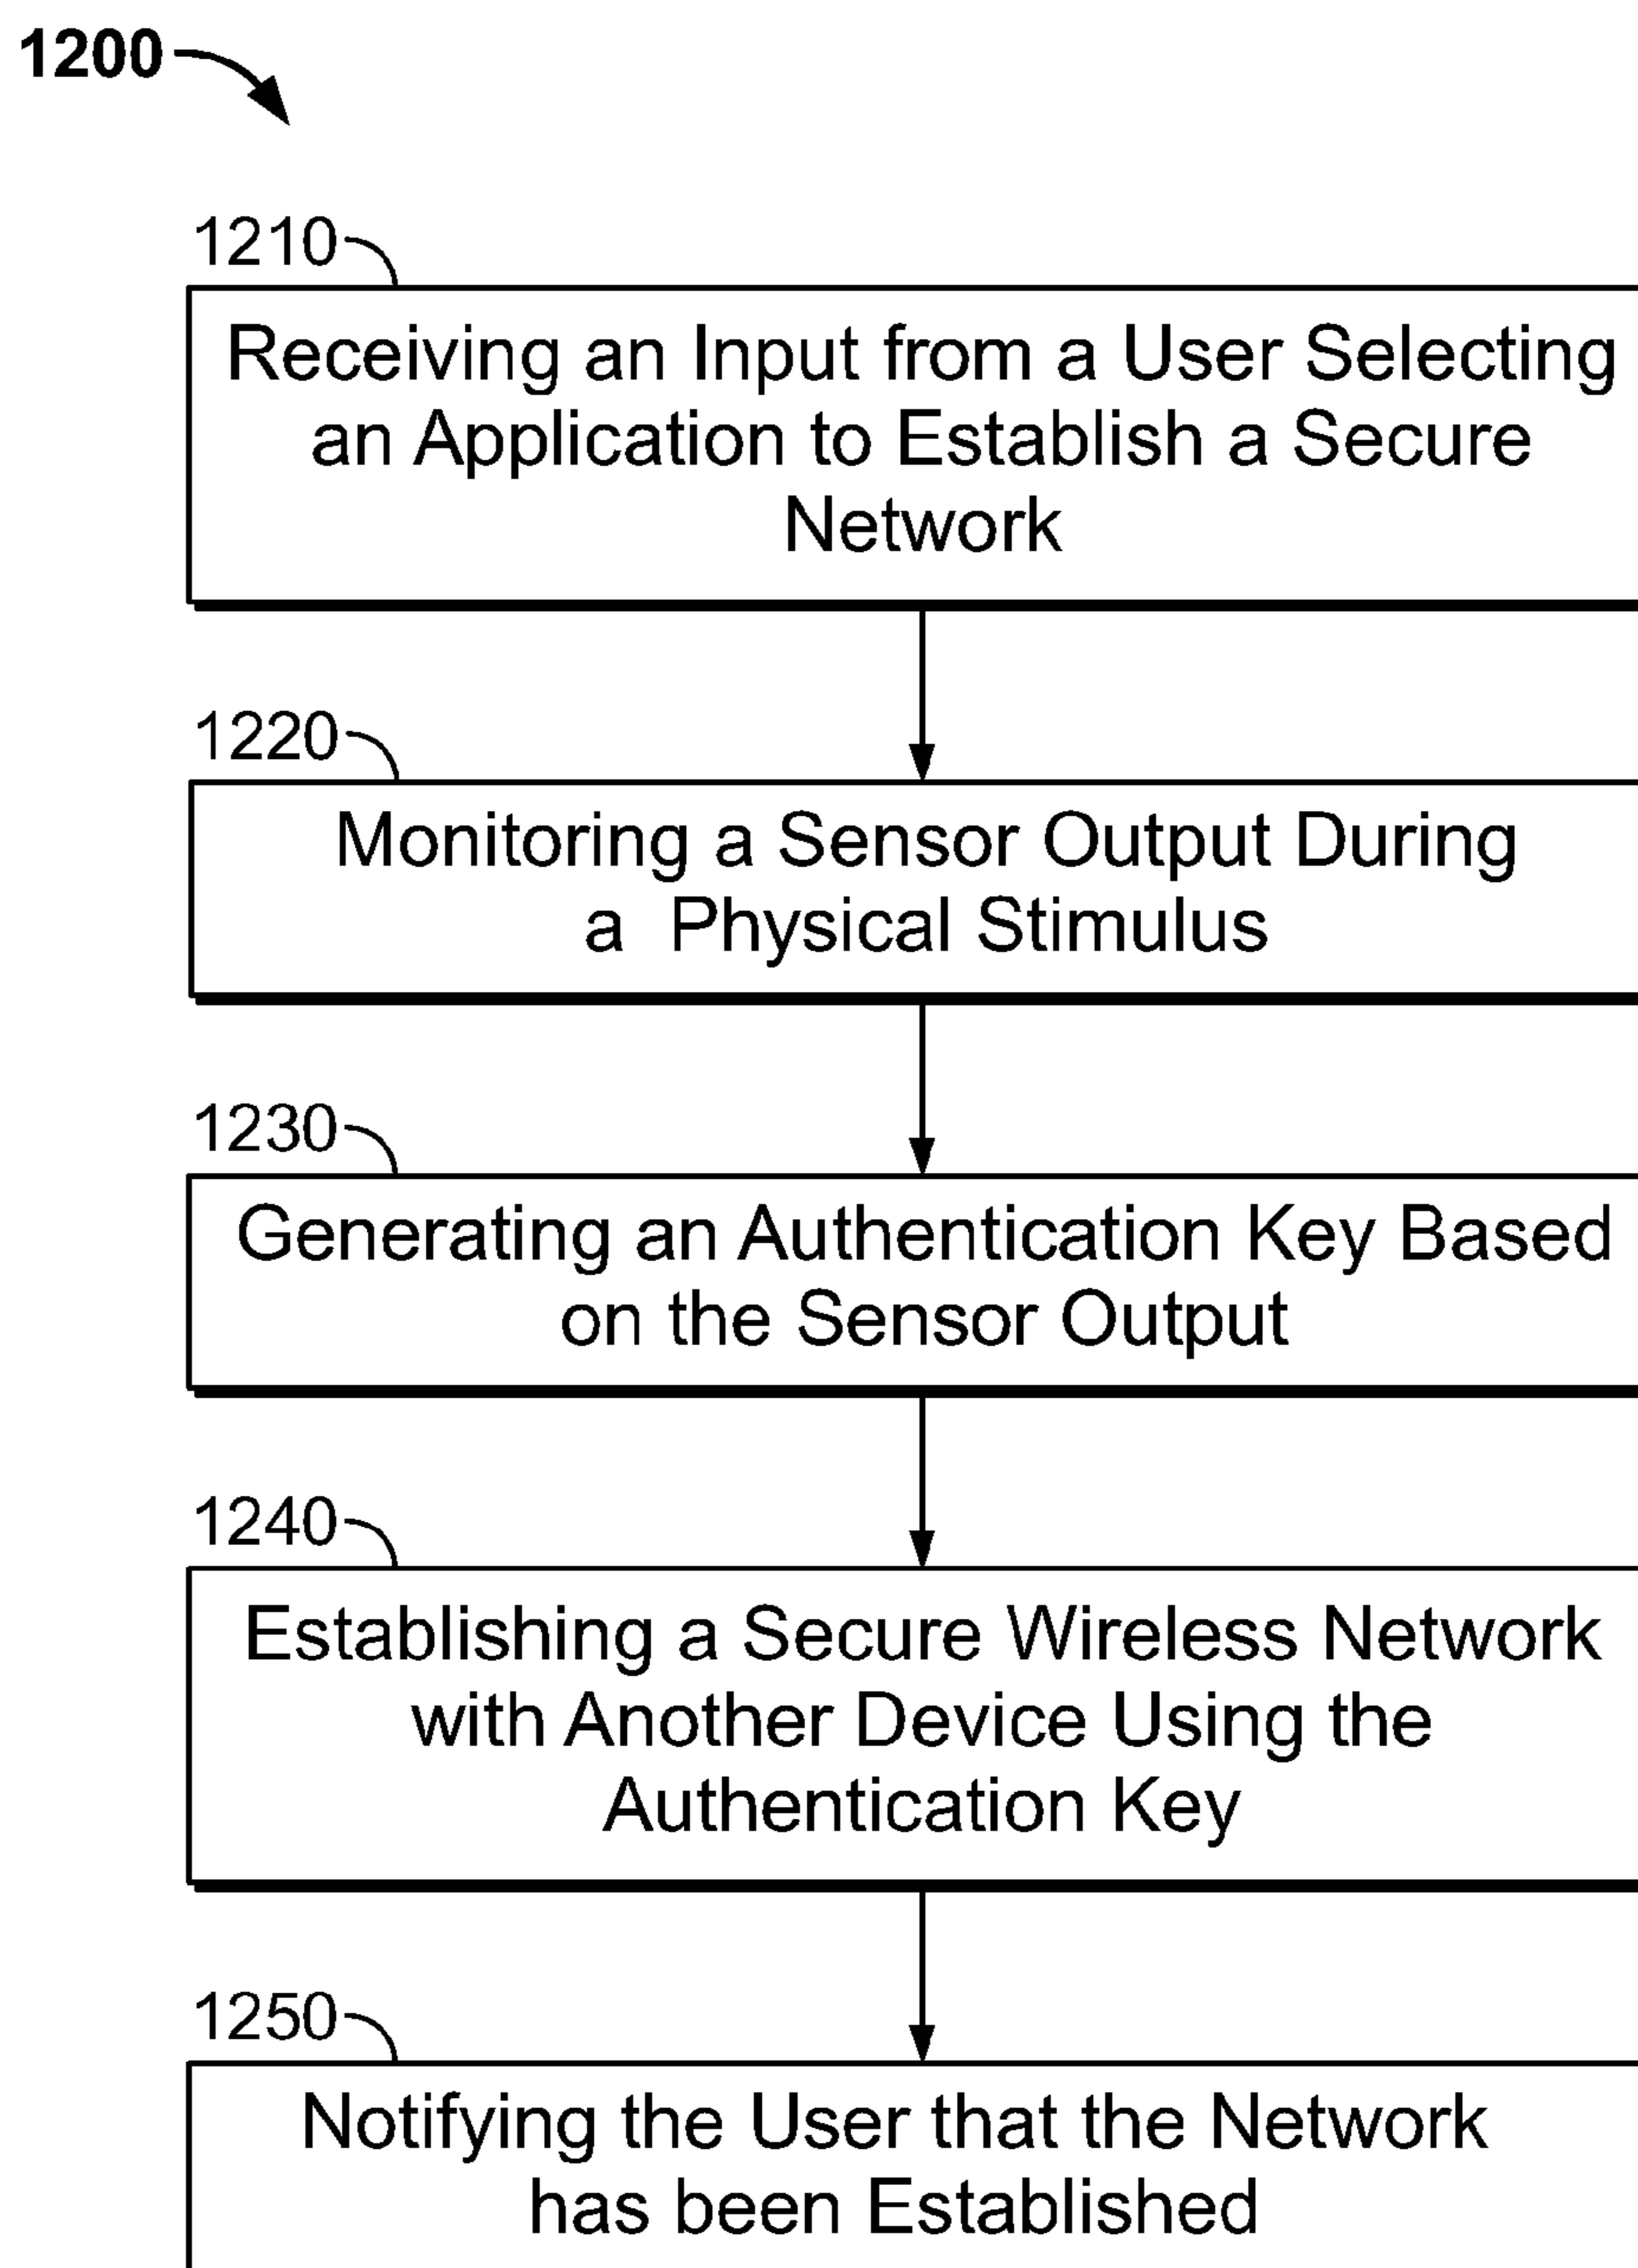 1200
1210
Receiving an Input from a User Selecting
an Application to Establish a Secure
Network
1220
Monitoring a Sensor Output During
a Physical Stimulus
1230
Generating an Authentication Key Based
on the Sensor Output
1240
Establishing a Secure Wireless Network
with Another Device Using the
Authentication Key
1250
Notifying the User that the Network
has been Established